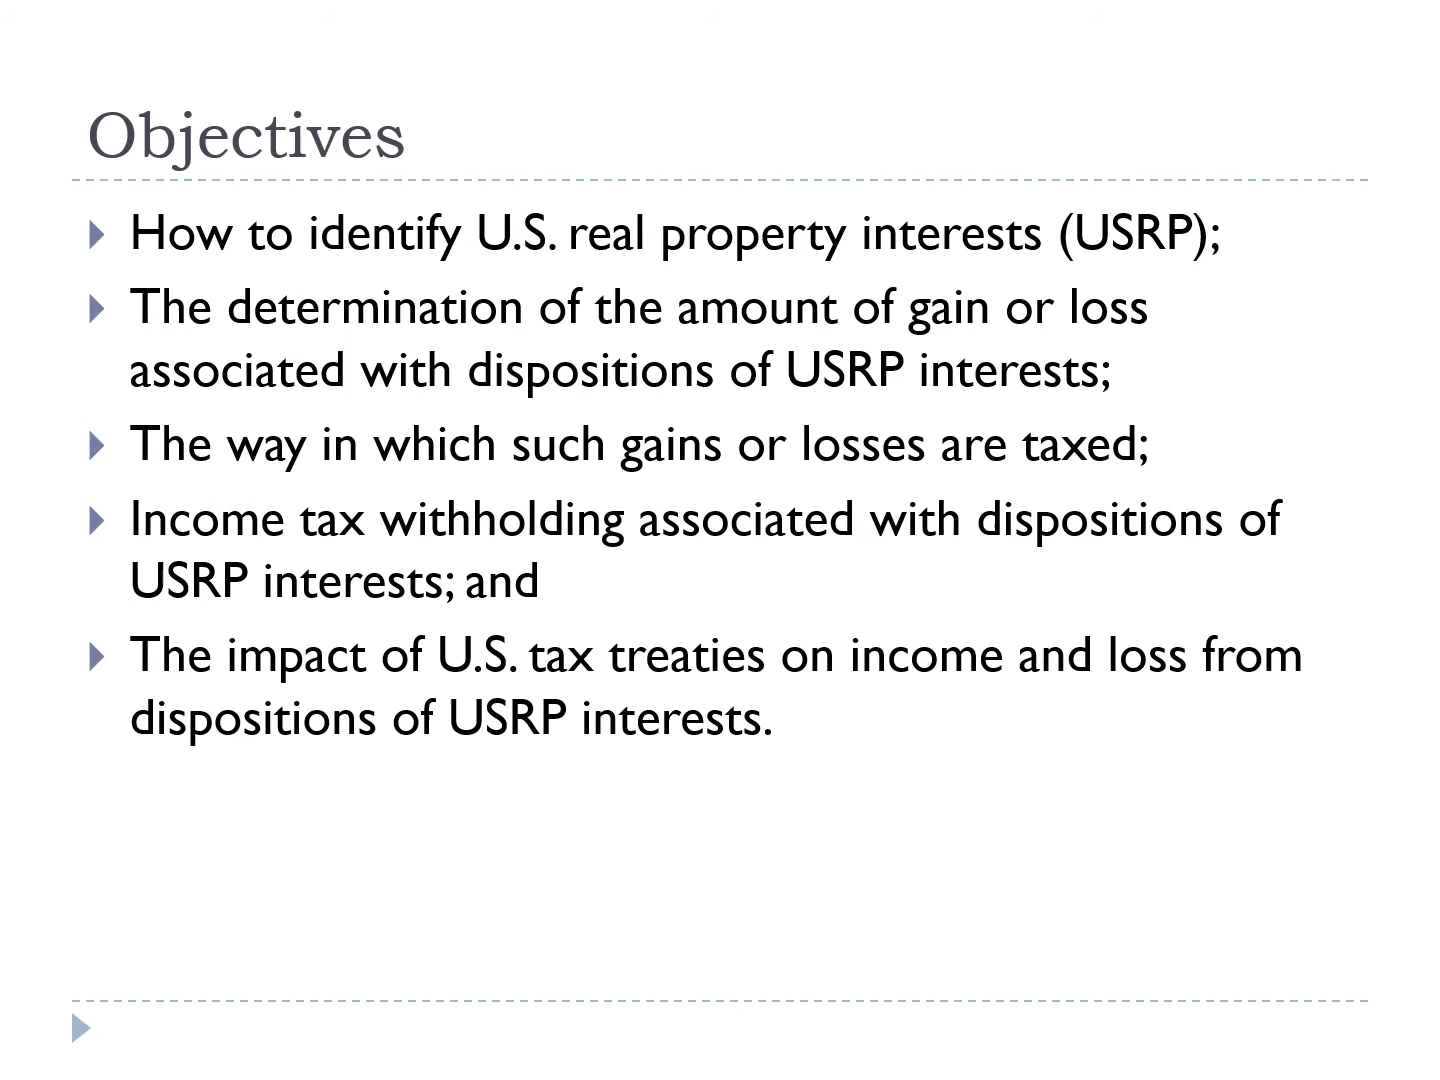 Objectives
How to identify U.S. real property interests (USRP);
The determination of the amount of gain or loss
associated with dispositions of USRP interests;
The way in which such gains or losses are taxed;
Income tax withholding associated with dispositions of
USRP interests; and
The impact of U.S. tax treaties on income and loss from
dispositions of USRP interests.